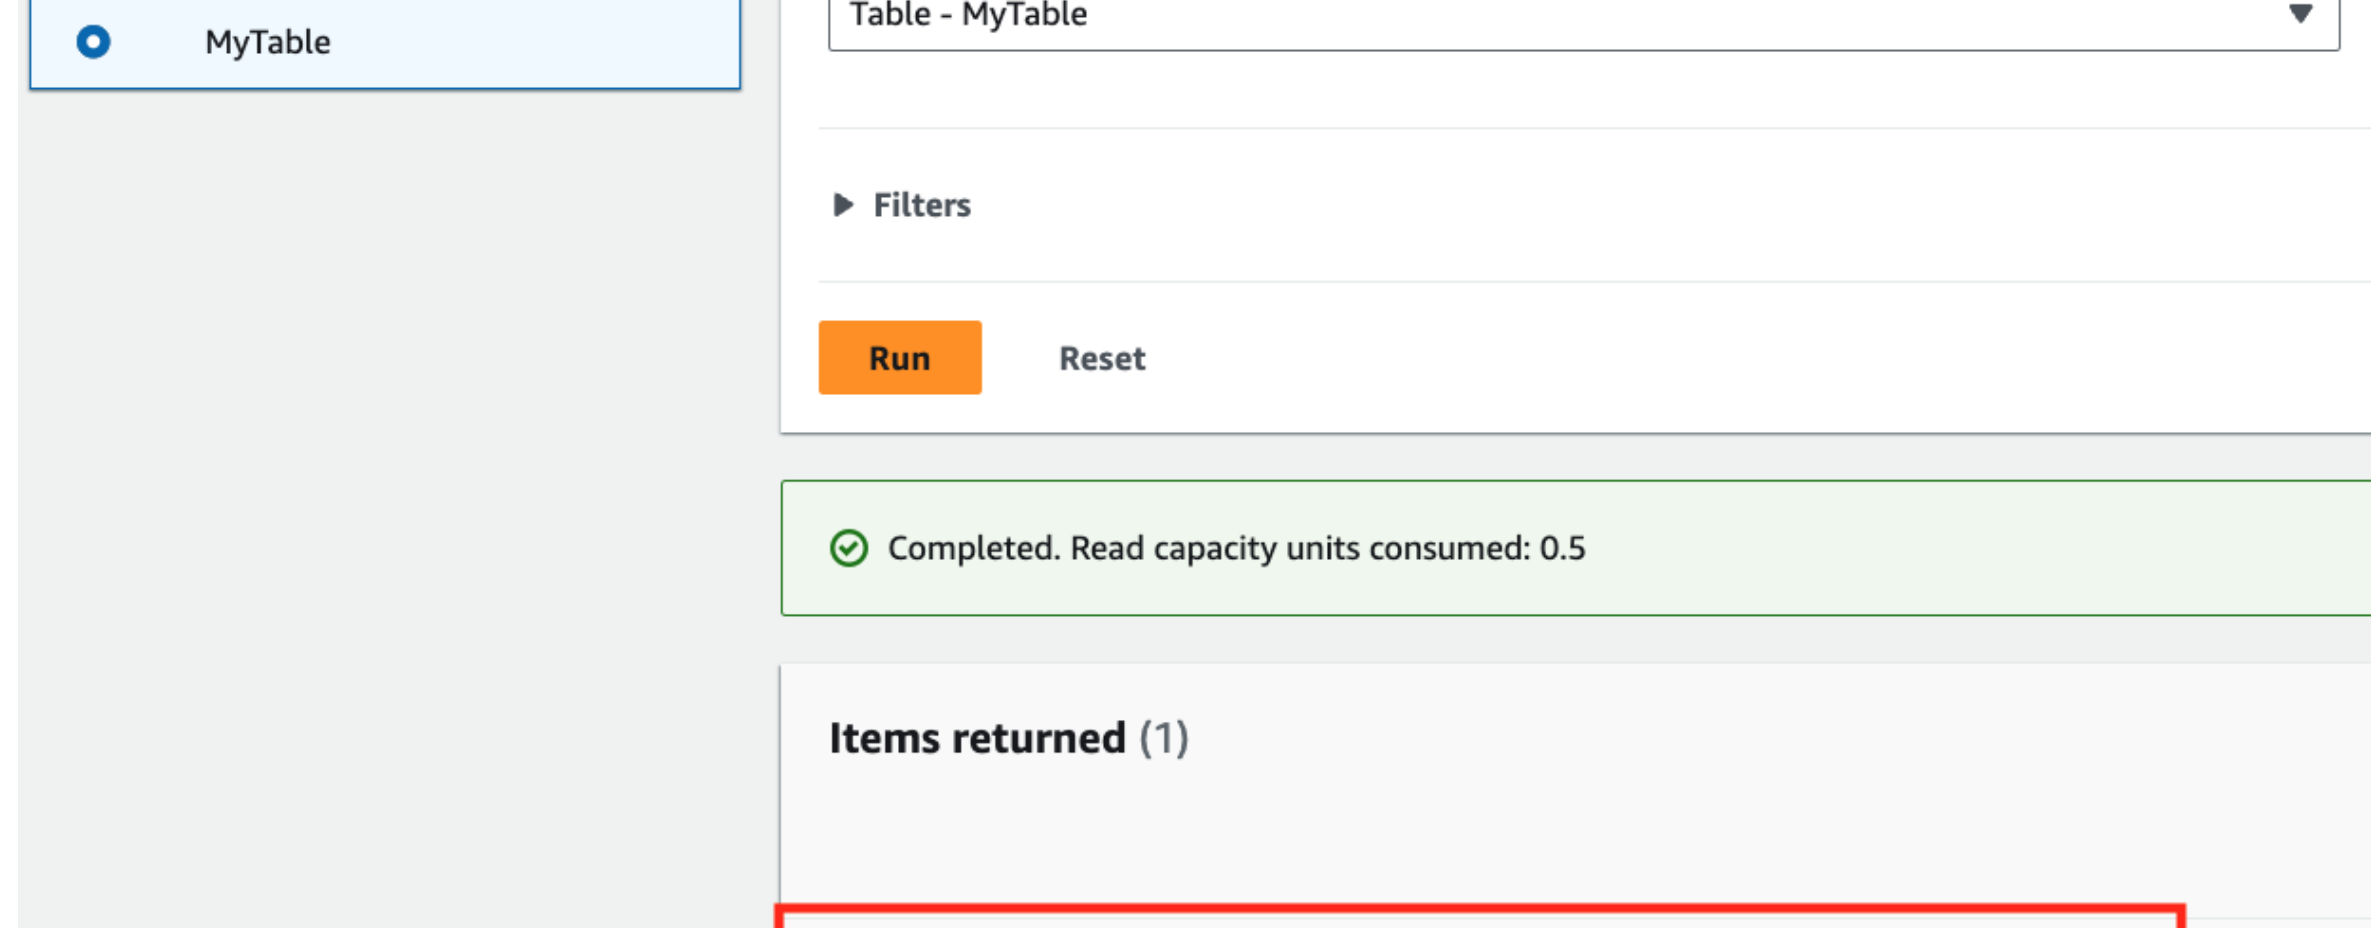 MyTable
Table - MyTable
Filters
Run
Reset
Completed. Read capacity units consumed: 0.5
Items returned (1)